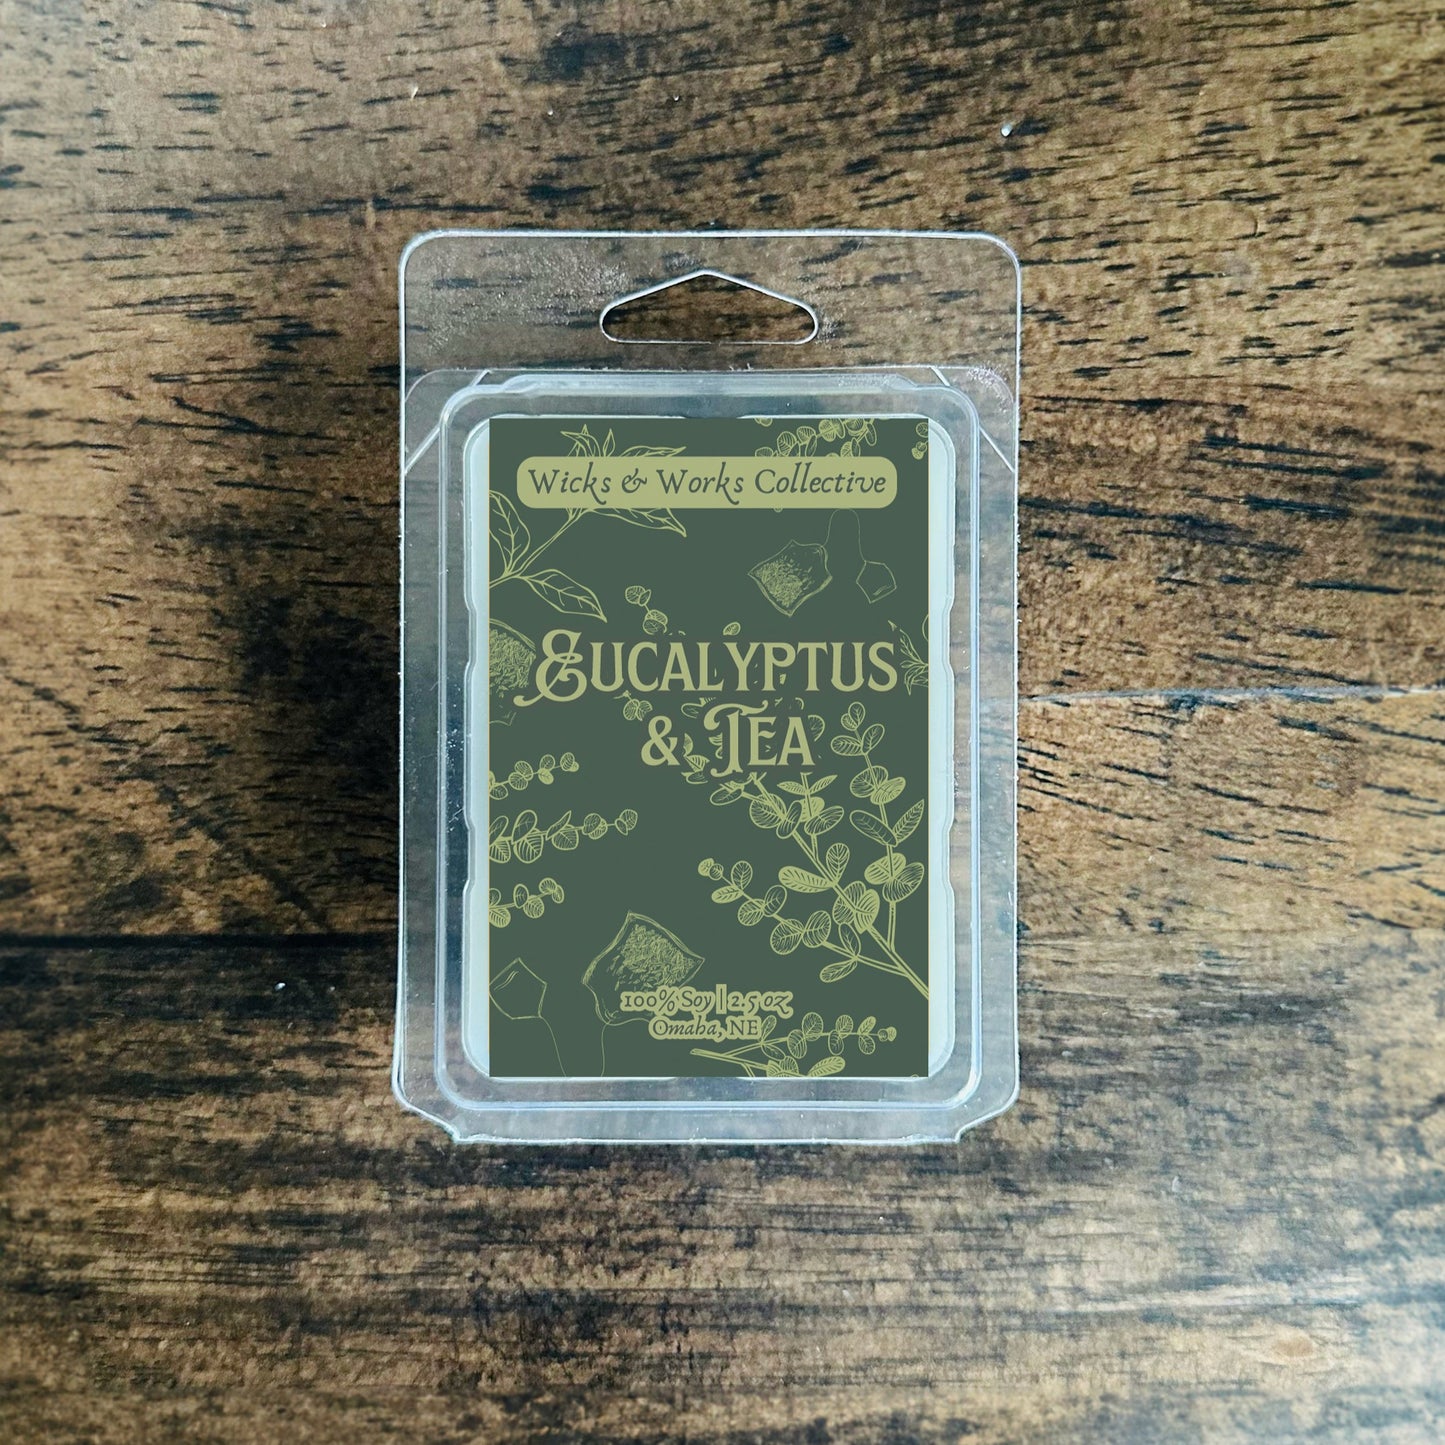 Wicks & Works Collective
Eucalyptus
& Tea
100% Soy | 2.5 oz
Omaha, NE